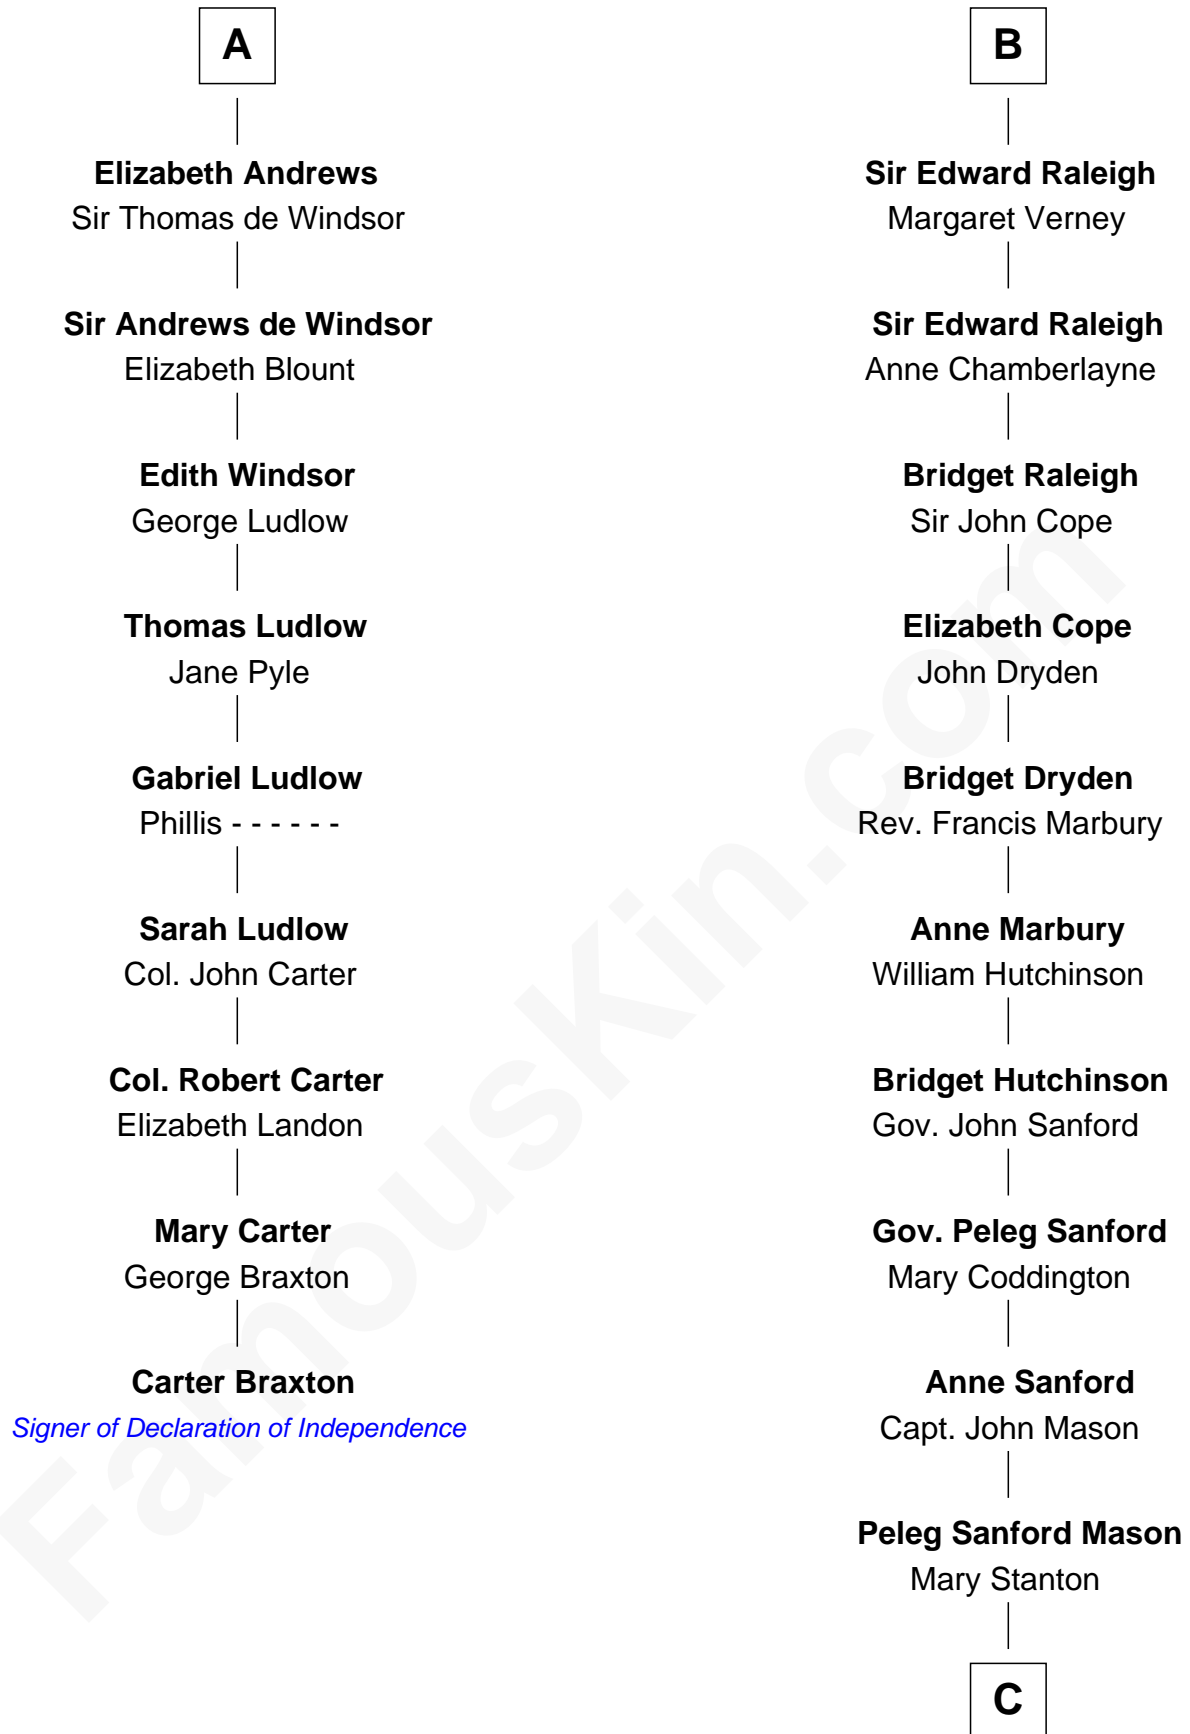 A
Elizabeth Andrews
Sir Thomas de Windsor
Sir Andrews de Windsor
Elizabeth Blount
Edith Windsor
George Ludlow
Thomas Ludlow
Jane Pyle
Gabriel Ludlow
Phillis - - - - - -
Sarah Ludlow
Col. John Carter
Col. Robert Carter
Elizabeth Landon
Mary Carter
George Braxton
Carter Braxton
Signer of Declaration of Independence
B
Sir Edward Raleigh
Margaret Verney
Sir Edward Raleigh
Anne Chamberlayne
Bridget Raleigh
Sir John Cope
Elizabeth Cope
John Dryden
Bridget Dryden
Rev. Francis Marbury
Anne Marbury
William Hutchinson
Bridget Hutchinson
Gov. John Sanford
Gov. Peleg Sanford
Mary Coddington
Anne Sanford
Capt. John Mason
Peleg Sanford Mason
Mary Stanton
C
FamousKin.com